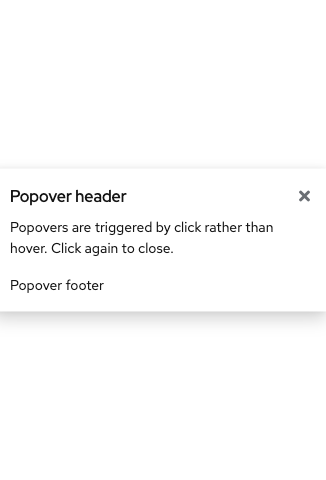 Popover header
Popovers are triggered by click rather than
hover. Click again to close.
Popover footer